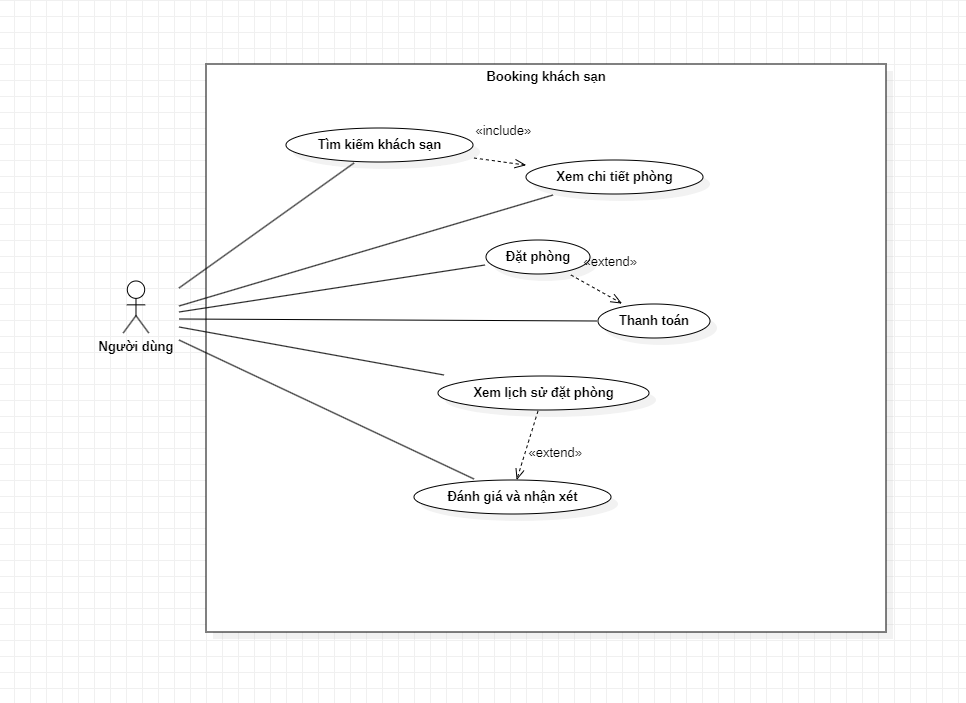 Booking khách sạn
Tìm kiếm khách sạn
«include»
Xem chi tiết phòng
Đặt phòng
«extend»
Thanh toán
Người dùng
Xem lịch sử đặt phòng
«extend»
Đánh giá và nhận xét